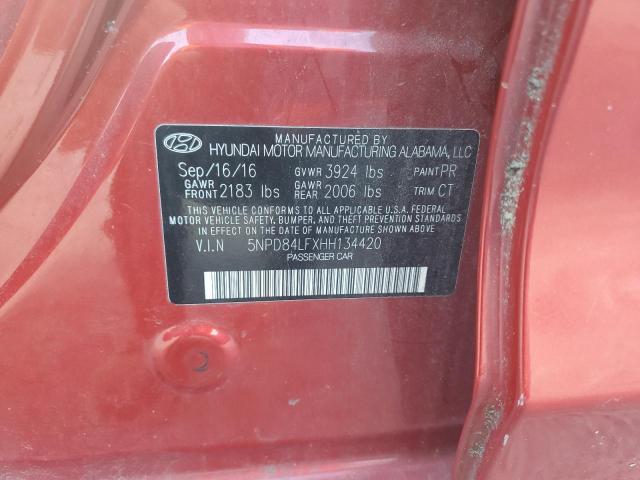 MANUFACTURED BY
HYUNDAI MOTOR MANUFACTURING ALABAMA, LLC
Sep/16/16 GVWR 3924 lbs PAINT PR
GAWR FRONT 2183 lbs GAWR REAR 2006 lbs TRIM CT
THIS VEHICLE CONFORMS TO ALL APPLICABLE U.S.A. FEDERAL
MOTOR VEHICLE SAFETY, BUMPER, AND THEFT PREVENTION STANDARDS
IN EFFECT ON THE DATE OF MANUFACTURE SHOWN ABOVE.
V.I.N 5NPD84LFXHH134420
PASSENGER CAR